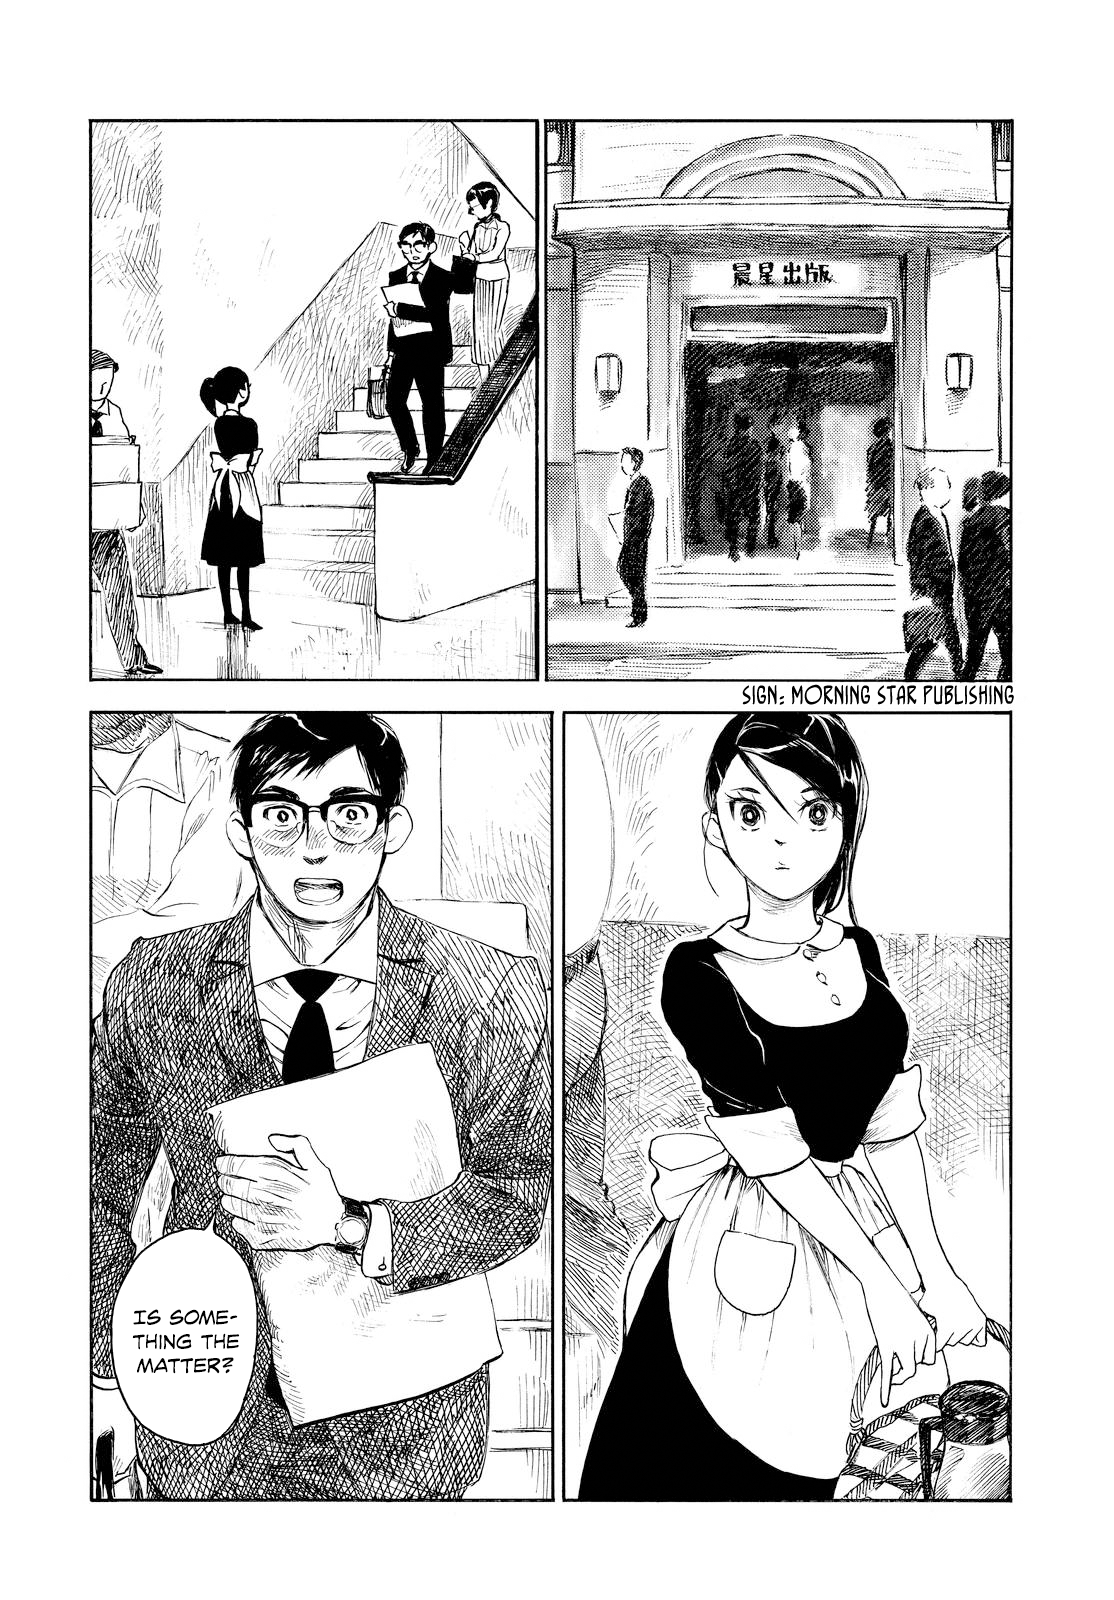 晨星出版
SIGN: MORNING STAR PUBLISHING
IS SOME-
THING THE
MATTER?